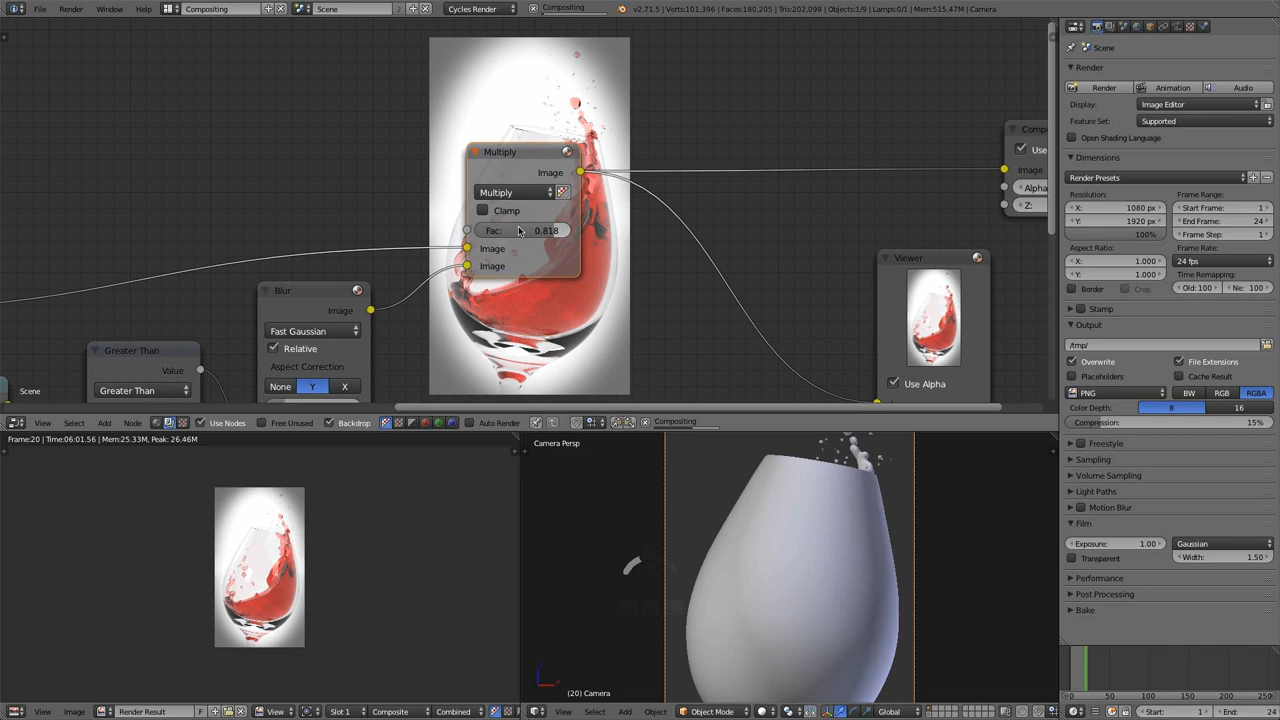 File Render Window Help Compositing Scene 2 Cycles Render Compositing v2.71.5 | Verts:101,396 | Faces:180,205 | Tris:202,098 | Objects:1/9 | Lamps:0/1 | Mem:515.47M | Camera
Multiply
Image
Multiply
Clamp
Fac: 0.818
Image
Image
Blur
Image
Fast Gaussian
Relative
Aspect Correction
None Y X
Greater Than
Value
Greater Than
Scene
Viewer
Use Alpha
Comp
Use
Image
Alpha
Z:
View Select Add Node Use Nodes Free Unused Backdrop Auto Render Compositing
Frame:20 | Time:06:01.56 | Mem:25.33M, Peak: 26.46M
View Image Render Result F View Slot 1 Composite Combined
Camera Persp
(20) Camera
View Select Add Object Object Mode Global
Scene
Render
Render Animation Audio
Display: Image Editor
Feature Set: Supported
Open Shading Language
Dimensions
Render Presets
Resolution: Frame Range:
X: 1080 px Start Frame: 1
Y: 1920 px End Frame: 24
100% Frame Step: 1
Aspect Ratio: Frame Rate:
X: 1.000 24 fps
Y: 1.000 Time Remapping:
Border Crop Old: 100 Ne: 100
Stamp
Output
/tmp/
Overwrite File Extensions
Placeholders Cache Result
PNG BW RGB RGBA
Color Depth: 8 16
Compression: 15%
Freestyle
Sampling
Volume Sampling
Light Paths
Motion Blur
Film
Exposure: 1.00 Gaussian
Transparent Width: 1.50
Performance
Post Processing
Bake
0 50 100 150 200 250
Start: 1 End: 24